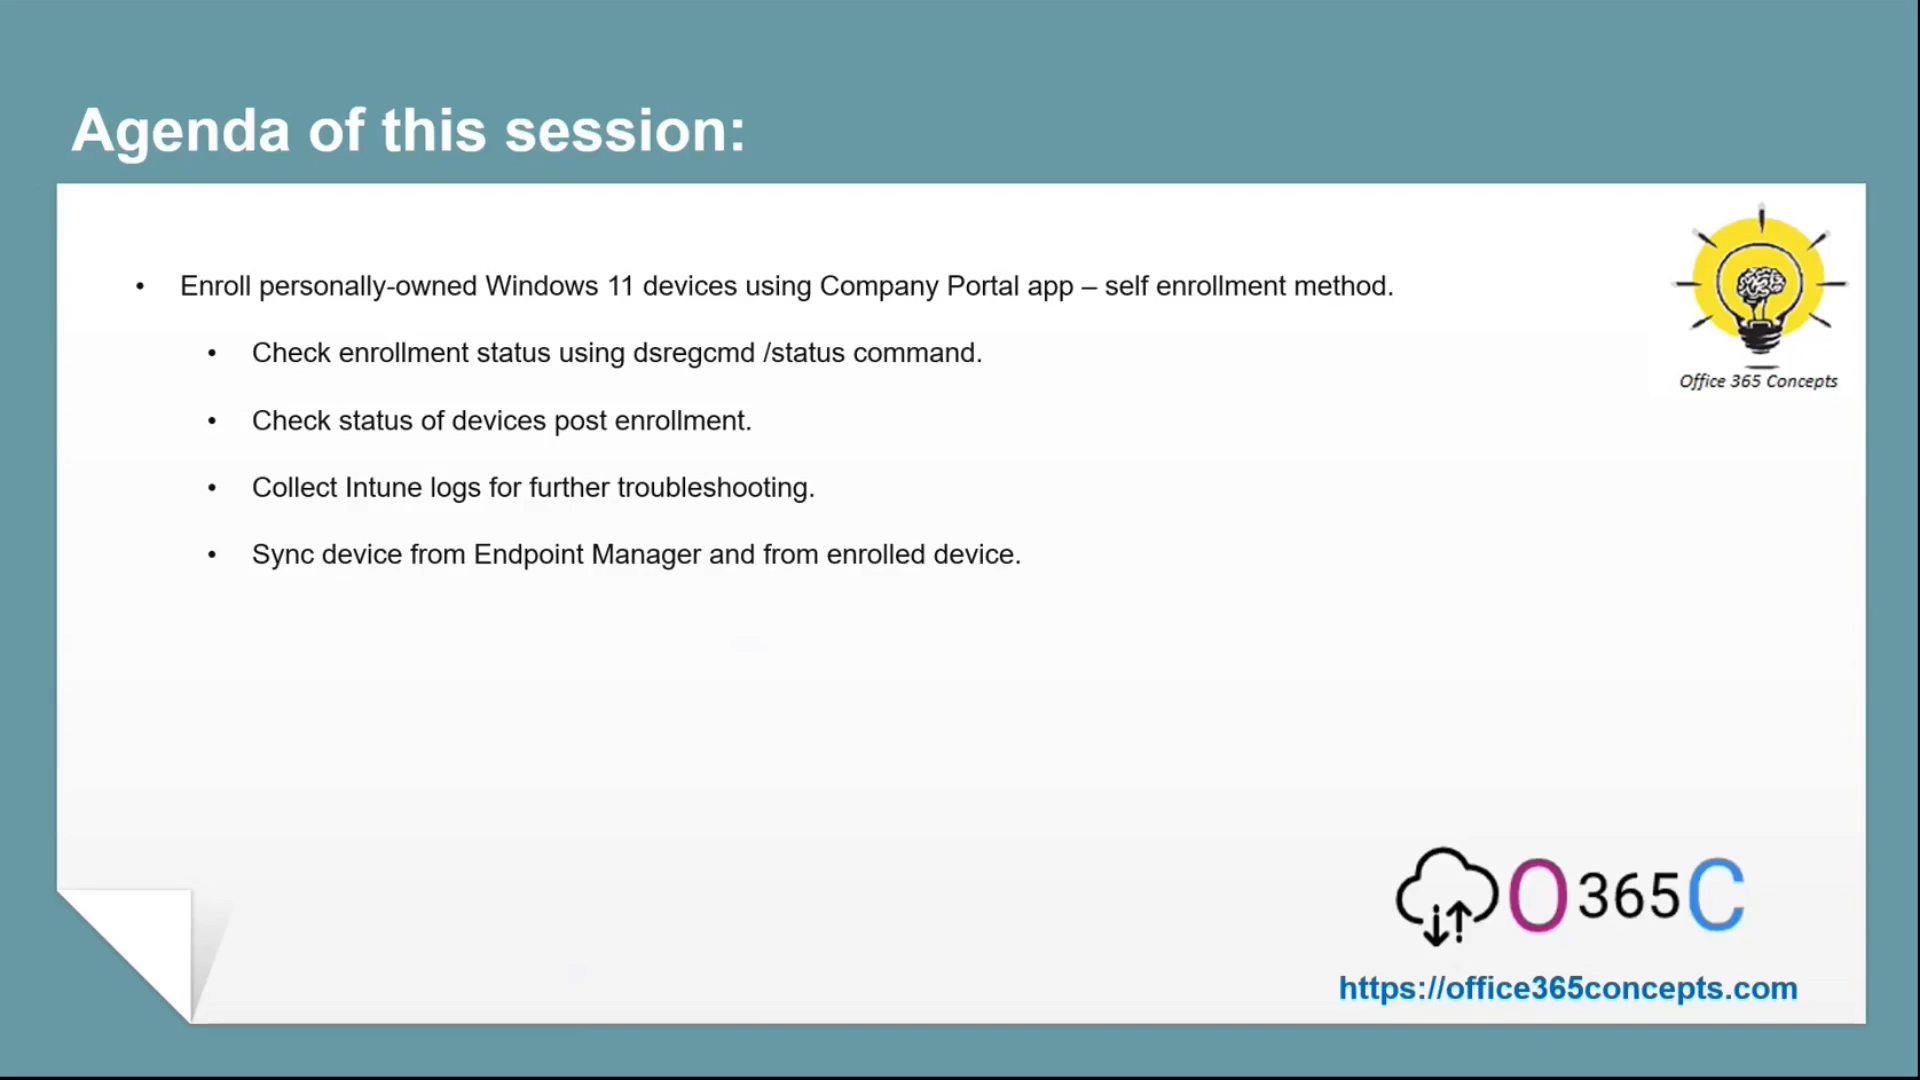 Agenda of this session:
• Enroll personally-owned Windows 11 devices using Company Portal app – self enrollment method.
• Check enrollment status using dsregcmd /status command.
• Check status of devices post enrollment.
• Collect Intune logs for further troubleshooting.
• Sync device from Endpoint Manager and from enrolled device.
Office 365 Concepts
O365C
https://office365concepts.com